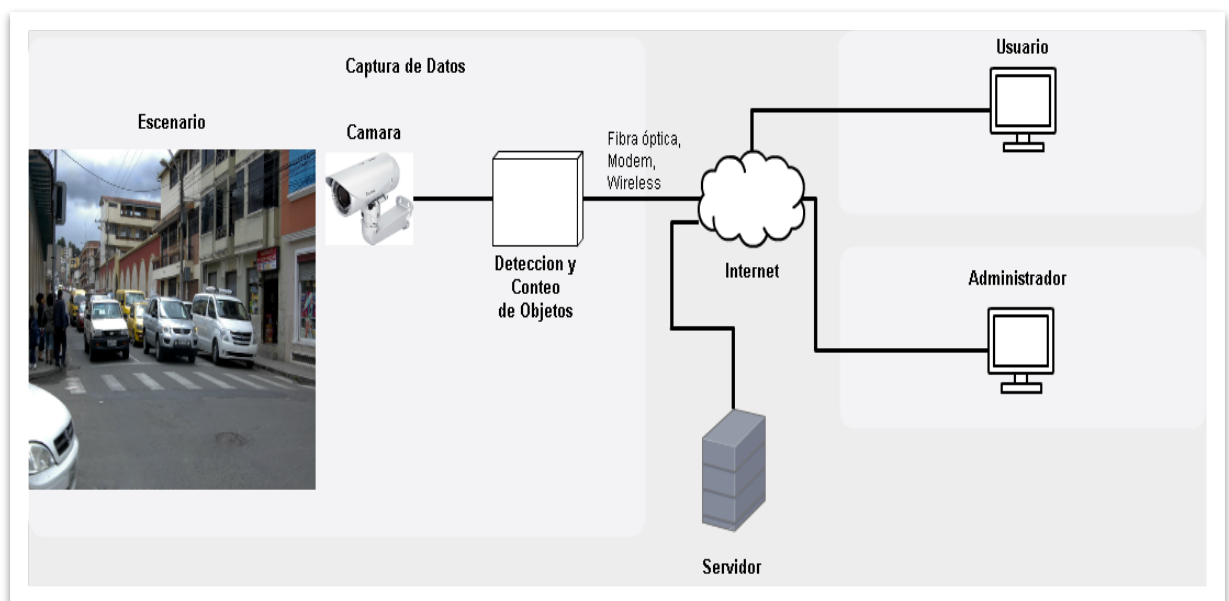 Captura de Datos
Escenario
Camara
Deteccion y
Conteo
de Objetos
Fibra óptica,
Modem,
Wireless
Internet
Usuario
Administrador
Servidor